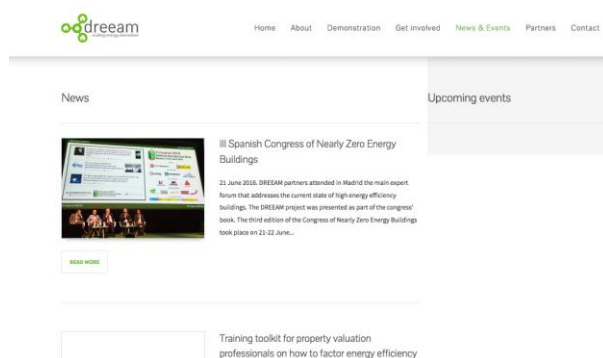 dreeam
Home About Demonstration Get involved News & Events Partners Contact
News
Upcoming events
III Spanish Congress of Nearly Zero Energy
Buildings
21 June 2016. DREEAM partners attended in Madrid the main expert
forum that addresses the current state of high energy efficiency
buildings. The DREEAM project was presented as part of the congress'
book. The third edition of the Congress of Nearly Zero Energy Buildings
took place on 21-22 June...
READ MORE
Training toolkit for property valuation
professionals on how to factor energy efficiency